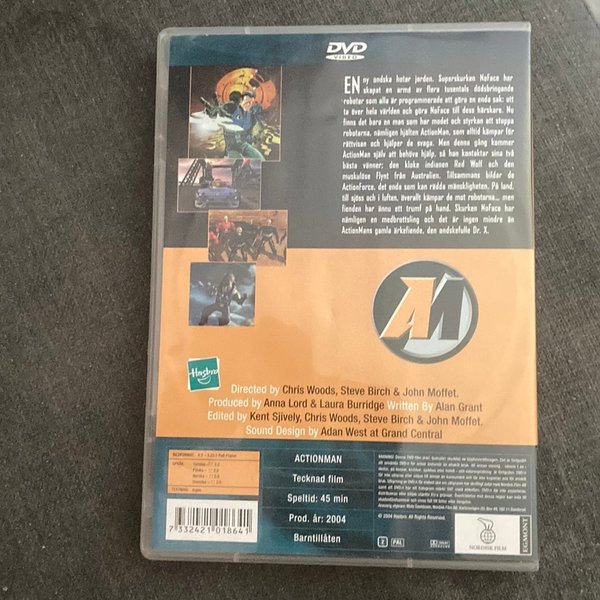 DVD
VIDEO
EN ny ondska hotar jorden. Superskurken NoFace har
skapat en armé av flera tusentals dödsbringande
robotar som alla är programmerade att göra en enda sak: att
ta över hela världen och göra NoFace till dess härskare. Nu
finns det bara en man som har modet och styrkan att stoppa
robotarna, nämligen hjälten ActionMan, som alltid kämpar för
rättvisan och hjälper de svaga. Men denna gång kommer
ActionMan själv att behöva hjälp, så han kontaktar sina två
bästa vänner; den kloka indianen Red Wolf och den
muskulöse Flynt från Australien. Tillsammans bildar de
ActionForce, det enda som kan rädda mänskligheten. På land,
till sjöss och i luften, överallt kämpar de mot robotarna... men
fienden har ännu ett trumf på hand. Skurken NoFace har
nämligen en medbrottsling och det är ingen mindre än
ActionMans gamla ärkefiende, den ondskefulle Dr. X.
AM
Hasbro
Directed by Chris Woods, Steve Birch & John Moffet.
Produced by Anna Lord & Laura Burridge Written By Alan Grant
Edited by Kent Sjively, Chris Woods, Steve Birch & John Moffet.
Sound Design by Adan West at Grand Central
ACTIONMAN
Tecknad film
Speltid: 45 min
Prod. år: 2004
Barntillåten
7 332421 018641
© 2004 Hasbro. All Rights Reserved.
2 PAL
NORDISK FILM
EGMONT